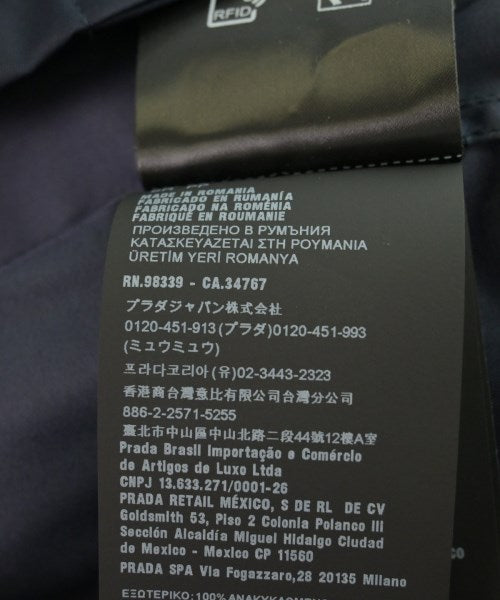 RFID
MADE IN ROMANIA
FABRICADO EN RUMANÍA
FABRICADO NA ROMÊNIA
FABRIQUÉ EN ROUMANIE
ПРОИЗВЕДЕНО В РУМЪНИЯ
ΚΑΤΑΣΚΕΥΑΖΕΤΑΙ ΣΤΗ ΡΟΥΜΑΝΙΑ
ÜRETİM YERİ ROMANYA
RN.98339 - CA.34767
プラダジャパン株式会社
0120-451-913(プラダ)0120-451-993
(ミュウミュウ)
프라다코리아 (유)02-3443-2323
香港商台灣意比有限公司台灣分公司
886-2-2571-5255
臺北市中山區中山北路二段44號12樓A室
Prada Brasil Importação e Comércio
de Artigos de Luxo Ltda
CNPJ 13.633.271/0001-26
PRADA RETAIL MÉXICO, S DE RL DE CV
Goldsmith 53, Piso 2 Colonia Polanco III
Sección Alcaldía Miguel Hidalgo Ciudad
de Mexico - Mexico CP 11560
PRADA SPA Via Fogazzaro,28 20135 Milano
ΕΞΩΤΕΡΙΚΟ: 100% ΑΝΑΚΥΚΛΩΜΕΝΟ